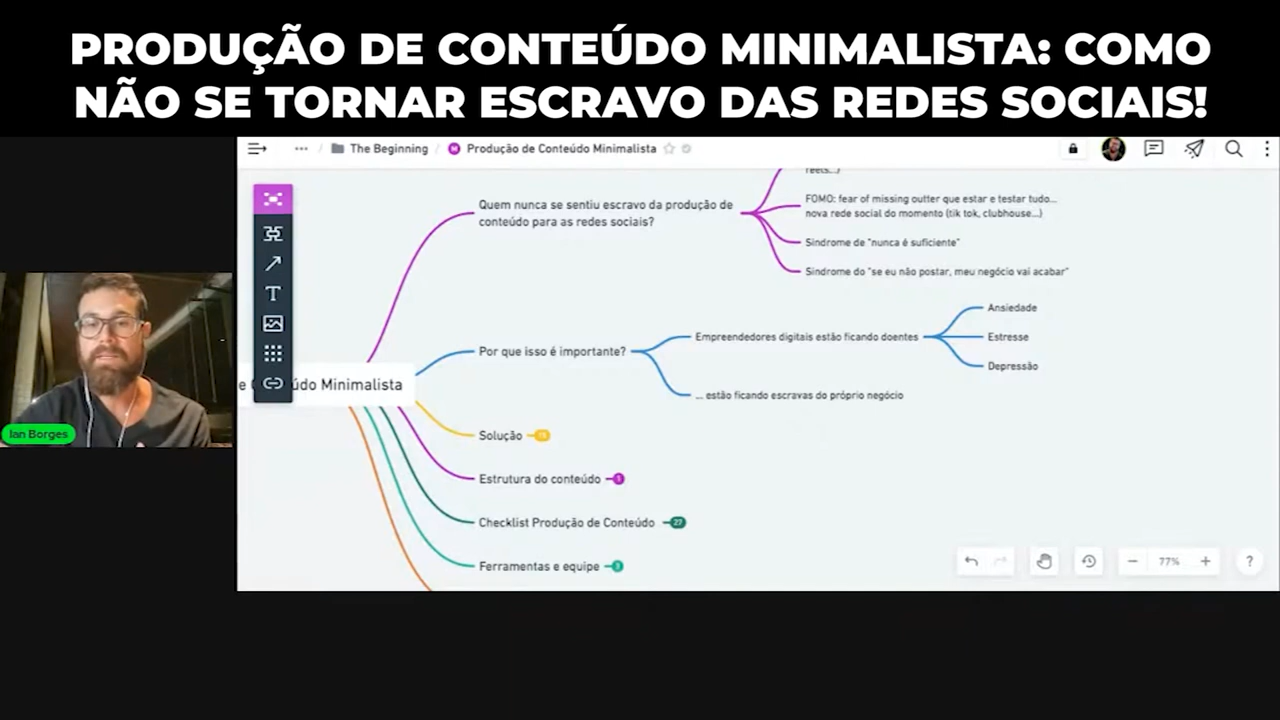 PRODUÇÃO DE CONTEÚDO MINIMALISTA: COMO
NÃO SE TORNAR ESCRAVO DAS REDES SOCIAIS!
The Beginning / Produção de Conteúdo Minimalista
reels...)
Quem nunca se sentiu escravo da produção de
conteúdo para as redes sociais?
FOMO: fear of missing outter que estar e testar tudo...
nova rede social do momento (tik tok, clubhouse...)
Sindrome de "nunca é suficiente"
Sindrome do "se eu não postar, meu negócio vai acabar"
Por que isso é importante?
Empreendedores digitais estão ficando doentes
Ansiedade
Estresse
Depressão
... estão ficando escravas do próprio negócio
údo Minimalista
Solução
Estrutura do conteúdo
Checklist Produção de Conteúdo 27
Ferramentas e equipe
Ian Borges
77%